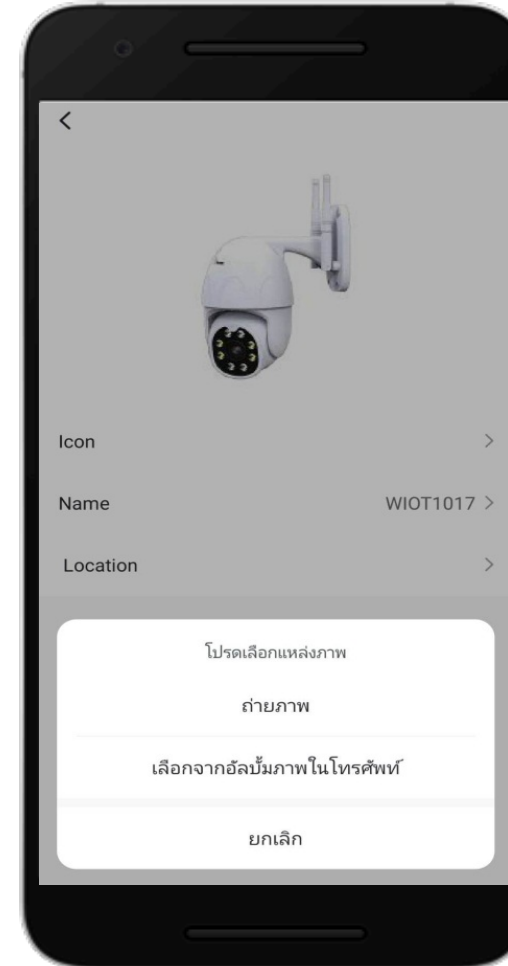 Icon
Name WIOT1017
Location
โปรดเลือกแหล่งภาพ
ถ่ายภาพ
เลือกจากอัลบั้มภาพในโทรศัพท์
ยกเลิก